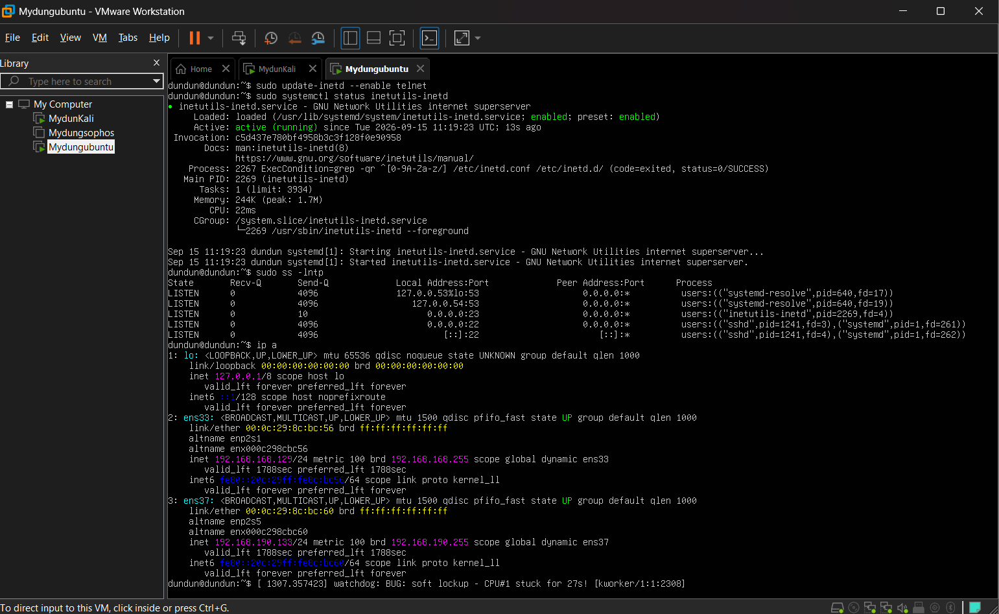 Mydungubuntu - VMware Workstation
File Edit View VM Tabs Help
Library
Type here to search
My Computer
MydunKali
Mydungsophos
Mydungubuntu
Home MydunKali Mydungubuntu
dundun@dundun:~$ sudo update-inetd --enable telnet
dundun@dundun:~$ sudo systemctl status inetutils-inetd
● inetutils-inetd.service - GNU Network Utilities internet superserver
Loaded: loaded (/usr/lib/systemd/system/inetutils-inetd.service; enabled; preset: enabled)
Active: active (running) since Tue 2026-09-15 11:19:23 UTC; 13s ago
Invocation: c5d437e780bf4958b3c3f128f0e90958
Docs: man:inetutils-inetd(8)
https://www.gnu.org/software/inetutils/manual/
Process: 2267 ExecCondition=grep -qr ^[0-9A-Za-z/] /etc/inetd.conf /etc/inetd.d/ (code=exited, status=0/SUCCESS)
Main PID: 2269 (inetutils-inetd)
Tasks: 1 (limit: 3934)
Memory: 244K (peak: 1.7M)
CPU: 22ms
CGroup: /system.slice/inetutils-inetd.service
└─2269 /usr/sbin/inetutils-inetd --foreground
Sep 15 11:19:23 dundun systemd[1]: Starting inetutils-inetd.service - GNU Network Utilities internet superserver...
Sep 15 11:19:23 dundun systemd[1]: Started inetutils-inetd.service - GNU Network Utilities internet superserver.
dundun@dundun:~$ sudo ss -lntp
State Recv-Q Send-Q Local Address:Port Peer Address:Port Process
LISTEN 0 4096 127.0.0.53%lo:53 0.0.0.0:* users:(("systemd-resolve",pid=640,fd=17))
LISTEN 0 4096 127.0.0.54:53 0.0.0.0:* users:(("systemd-resolve",pid=640,fd=19))
LISTEN 0 10 0.0.0.0:23 0.0.0.0:* users:(("inetutils-inetd",pid=2269,fd=4))
LISTEN 0 4096 0.0.0.0:22 0.0.0.0:* users:(("sshd",pid=1241,fd=3),("systemd",pid=1,fd=261))
LISTEN 0 4096 [::]:22 [::]:* users:(("sshd",pid=1241,fd=4),("systemd",pid=1,fd=262))
dundun@dundun:~$ ip a
1: lo: <LOOPBACK,UP,LOWER_UP> mtu 65536 qdisc noqueue state UNKNOWN group default qlen 1000
link/loopback 00:00:00:00:00:00 brd 00:00:00:00:00:00
inet 127.0.0.1/8 scope host lo
valid_lft forever preferred_lft forever
inet6 ::1/128 scope host noprefixroute
valid_lft forever preferred_lft forever
2: ens33: <BROADCAST,MULTICAST,UP,LOWER_UP> mtu 1500 qdisc pfifo_fast state UP group default qlen 1000
link/ether 00:0c:29:8c:bc:56 brd ff:ff:ff:ff:ff:ff
altname enp2s1
altname enx000c298cbc56
inet 192.168.168.129/24 metric 100 brd 192.168.168.255 scope global dynamic ens33
valid_lft 1788sec preferred_lft 1788sec
inet6 fe80::20c:29ff:fe8c:bc56/64 scope link proto kernel_ll
valid_lft forever preferred_lft forever
3: ens37: <BROADCAST,MULTICAST,UP,LOWER_UP> mtu 1500 qdisc pfifo_fast state UP group default qlen 1000
link/ether 00:0c:29:8c:bc:60 brd ff:ff:ff:ff:ff:ff
altname enp2s5
altname enx000c298cbc60
inet 192.168.190.133/24 metric 100 brd 192.168.190.255 scope global dynamic ens37
valid_lft 1788sec preferred_lft 1788sec
inet6 fe80::20c:29ff:fe8c:bc60/64 scope link proto kernel_ll
valid_lft forever preferred_lft forever
dundun@dundun:~$ [ 1307.357423] watchdog: BUG: soft lockup - CPU#1 stuck for 27s! [kworker/1:1:2308]
To direct input to this VM, click inside or press Ctrl+G.